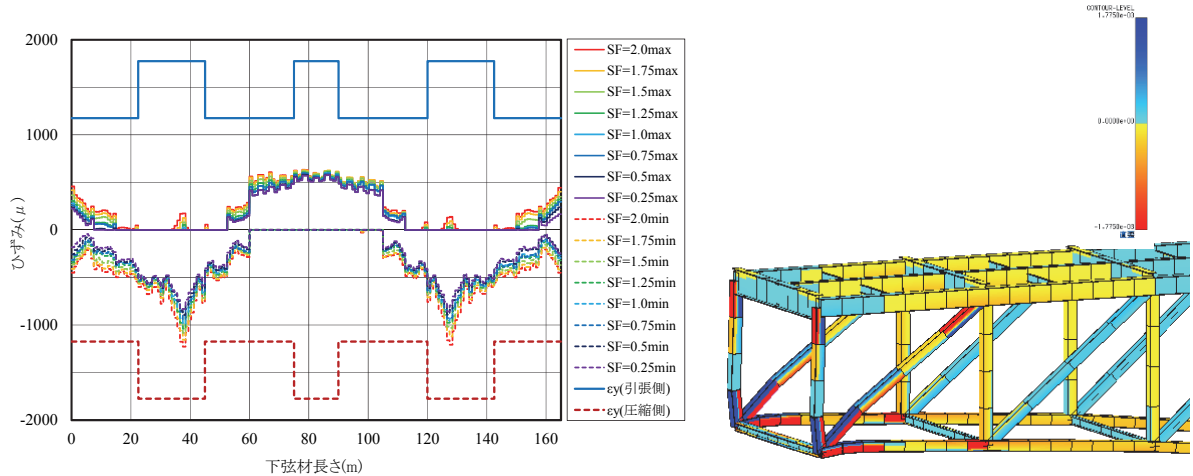 2000
1000
0
-1000
-2000
ひずみ(μ)
0
20
40
60
80
100
120
140
160
下弦材長さ(m)
SF=2.0max
SF=1.75max
SF=1.5max
SF=1.25max
SF=1.0max
SF=0.75max
SF=0.5max
SF=0.25max
SF=2.0min
SF=1.75min
SF=1.5min
SF=1.25min
SF=1.0min
SF=0.75min
SF=0.5min
SF=0.25min
εy(引張側)
εy(圧縮側)
CONTOUR-LEVEL
1.7750e-03
0.0000e+00
-1.7750e-03